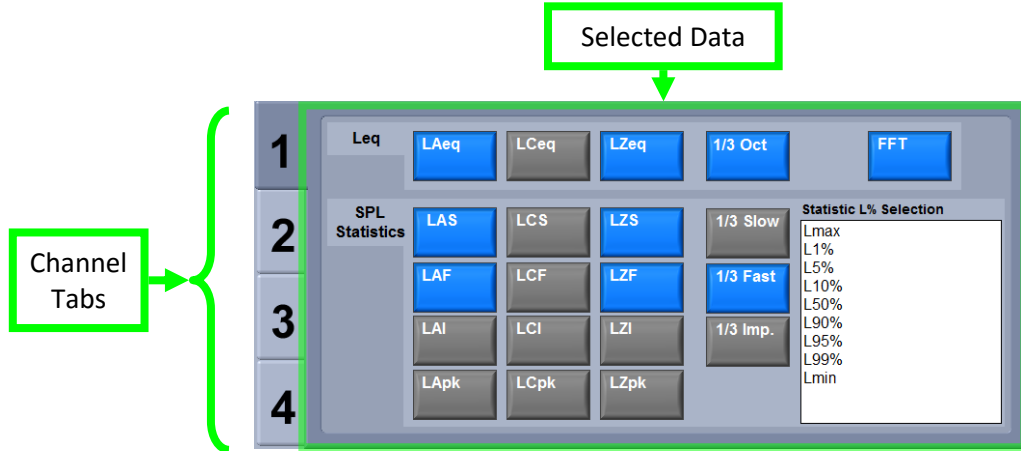 Selected Data
Channel
Tabs
1
2
3
4
Leq
LAeq
LCeq
LZeq
1/3 Oct
FFT
SPL
Statistics
LAS
LCS
LZS
1/3 Slow
LAF
LCF
LZF
1/3 Fast
LAI
LCI
LZI
1/3 Imp.
LApk
LCpk
LZpk
Statistic L% Selection
Lmax
L1%
L5%
L10%
L50%
L90%
L95%
L99%
Lmin